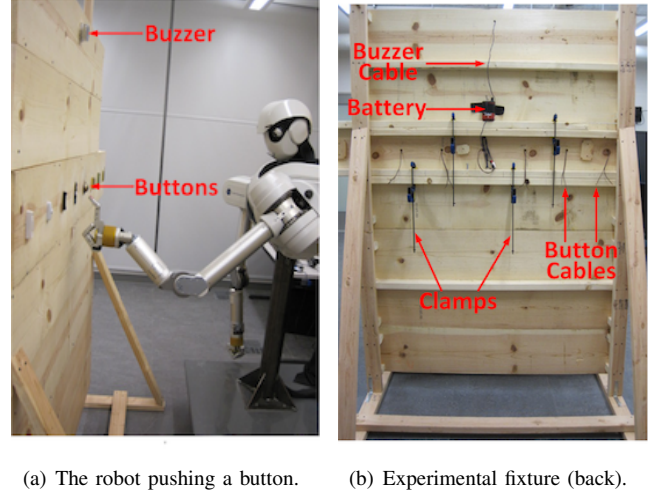 Buzzer
Buttons
Buzzer
Cable
Battery
Button
Cables
Clamps
(a) The robot pushing a button.
(b) Experimental fixture (back).